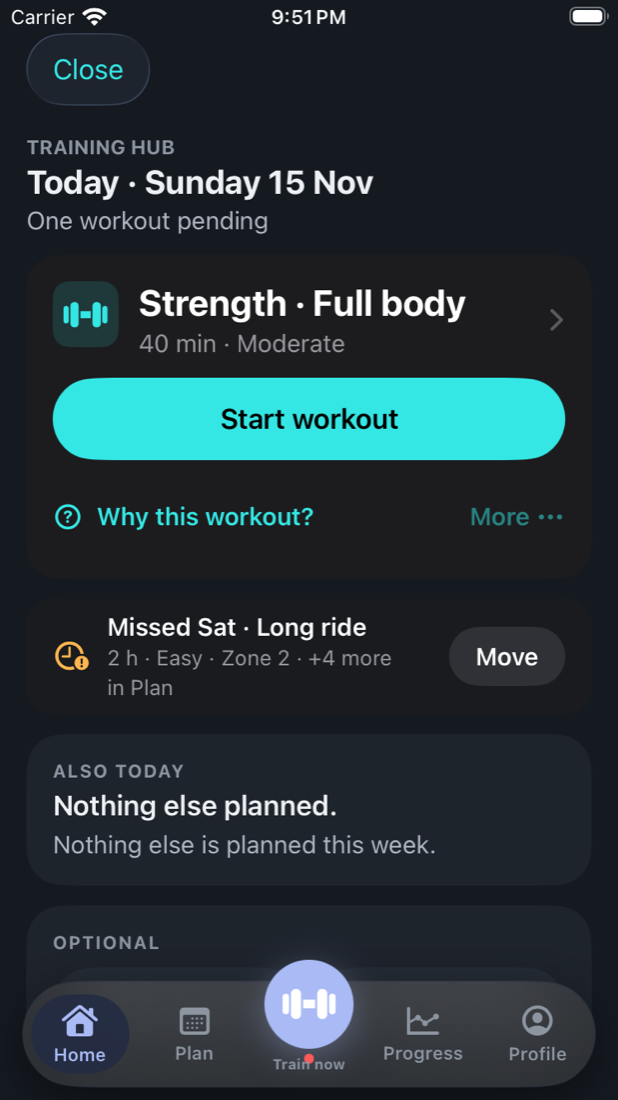 Carrier
9:51 PM
Close
TRAINING HUB
Today · Sunday 15 Nov
One workout pending
Strength · Full body
40 min · Moderate
Start workout
Why this workout?
More ···
Missed Sat · Long ride
2 h · Easy · Zone 2 · +4 more
in Plan
Move
ALSO TODAY
Nothing else planned.
Nothing else is planned this week.
OPTIONAL
Home
Plan
Train now
Progress
Profile